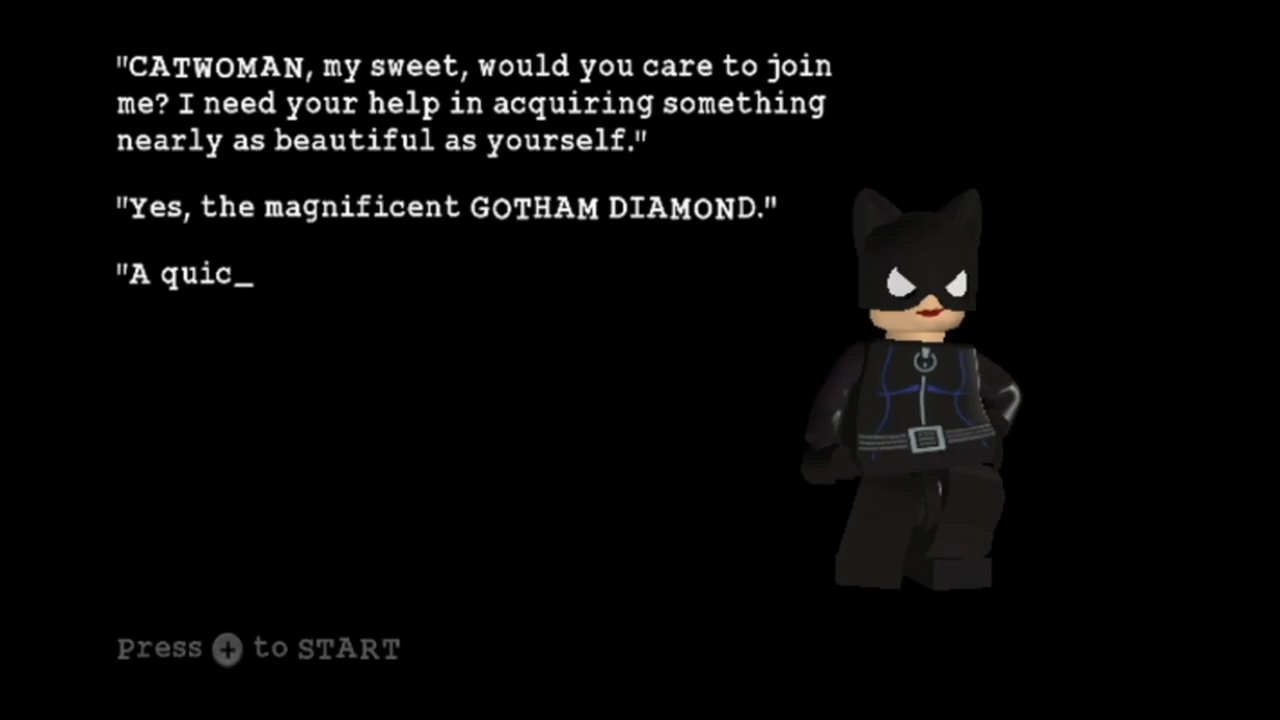 "CATWOMAN, my sweet, would you care to join
me? I need your help in acquiring something
nearly as beautiful as yourself."
"Yes, the magnificent GOTHAM DIAMOND."
"A quic_
Press + to START